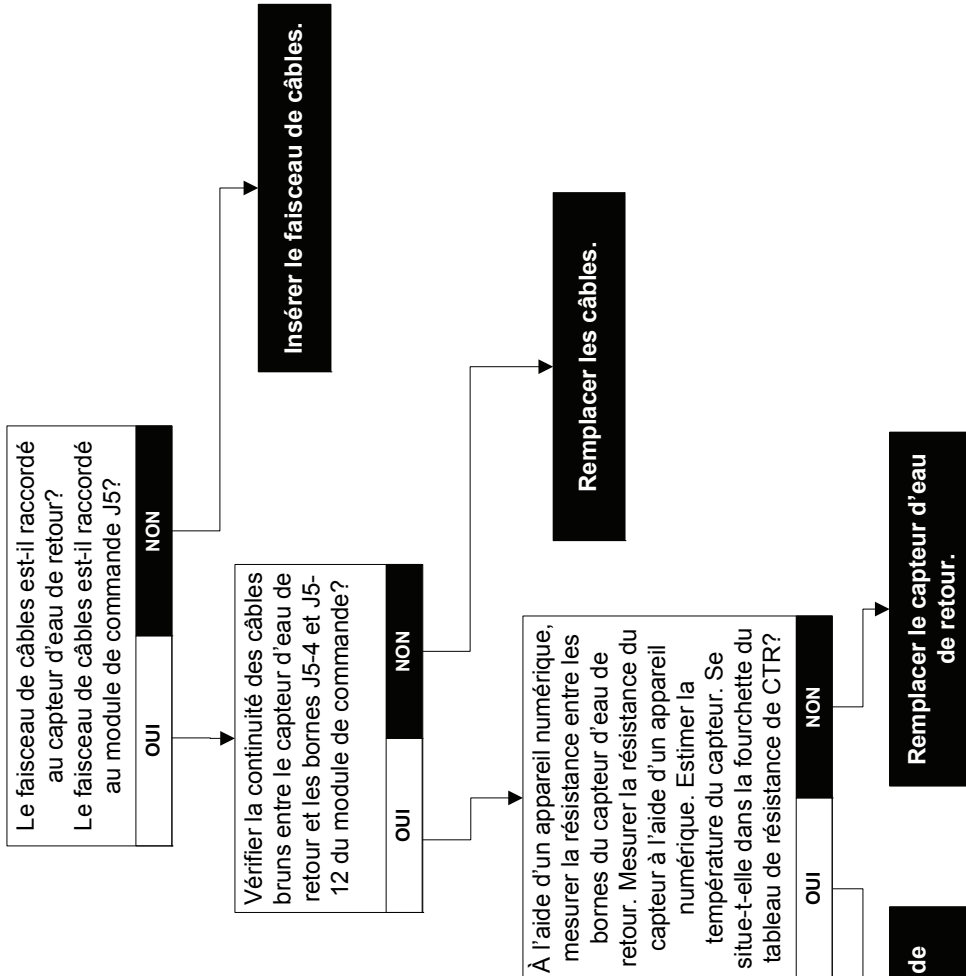 Le faisceau de câbles est-il raccordé
au capteur d'eau de retour?
Le faisceau de câbles est-il raccordé
au module de commande J5?
OUI
NON
Insérer le faisceau de câbles.
Vérifier la continuité des câbles
bruns entre le capteur d'eau de
retour et les bornes J5-4 et J5-
12 du module de commande?
OUI
NON
Remplacer les câbles.
À l'aide d'un appareil numérique,
mesurer la résistance entre les
bornes du capteur d'eau de
retour. Mesurer la résistance du
capteur à l'aide d'un appareil
numérique. Estimer la
température du capteur. Se
situe-t-elle dans la fourchette du
tableau de résistance de CTR?
OUI
NON
Remplacer le capteur d'eau
de retour.
de